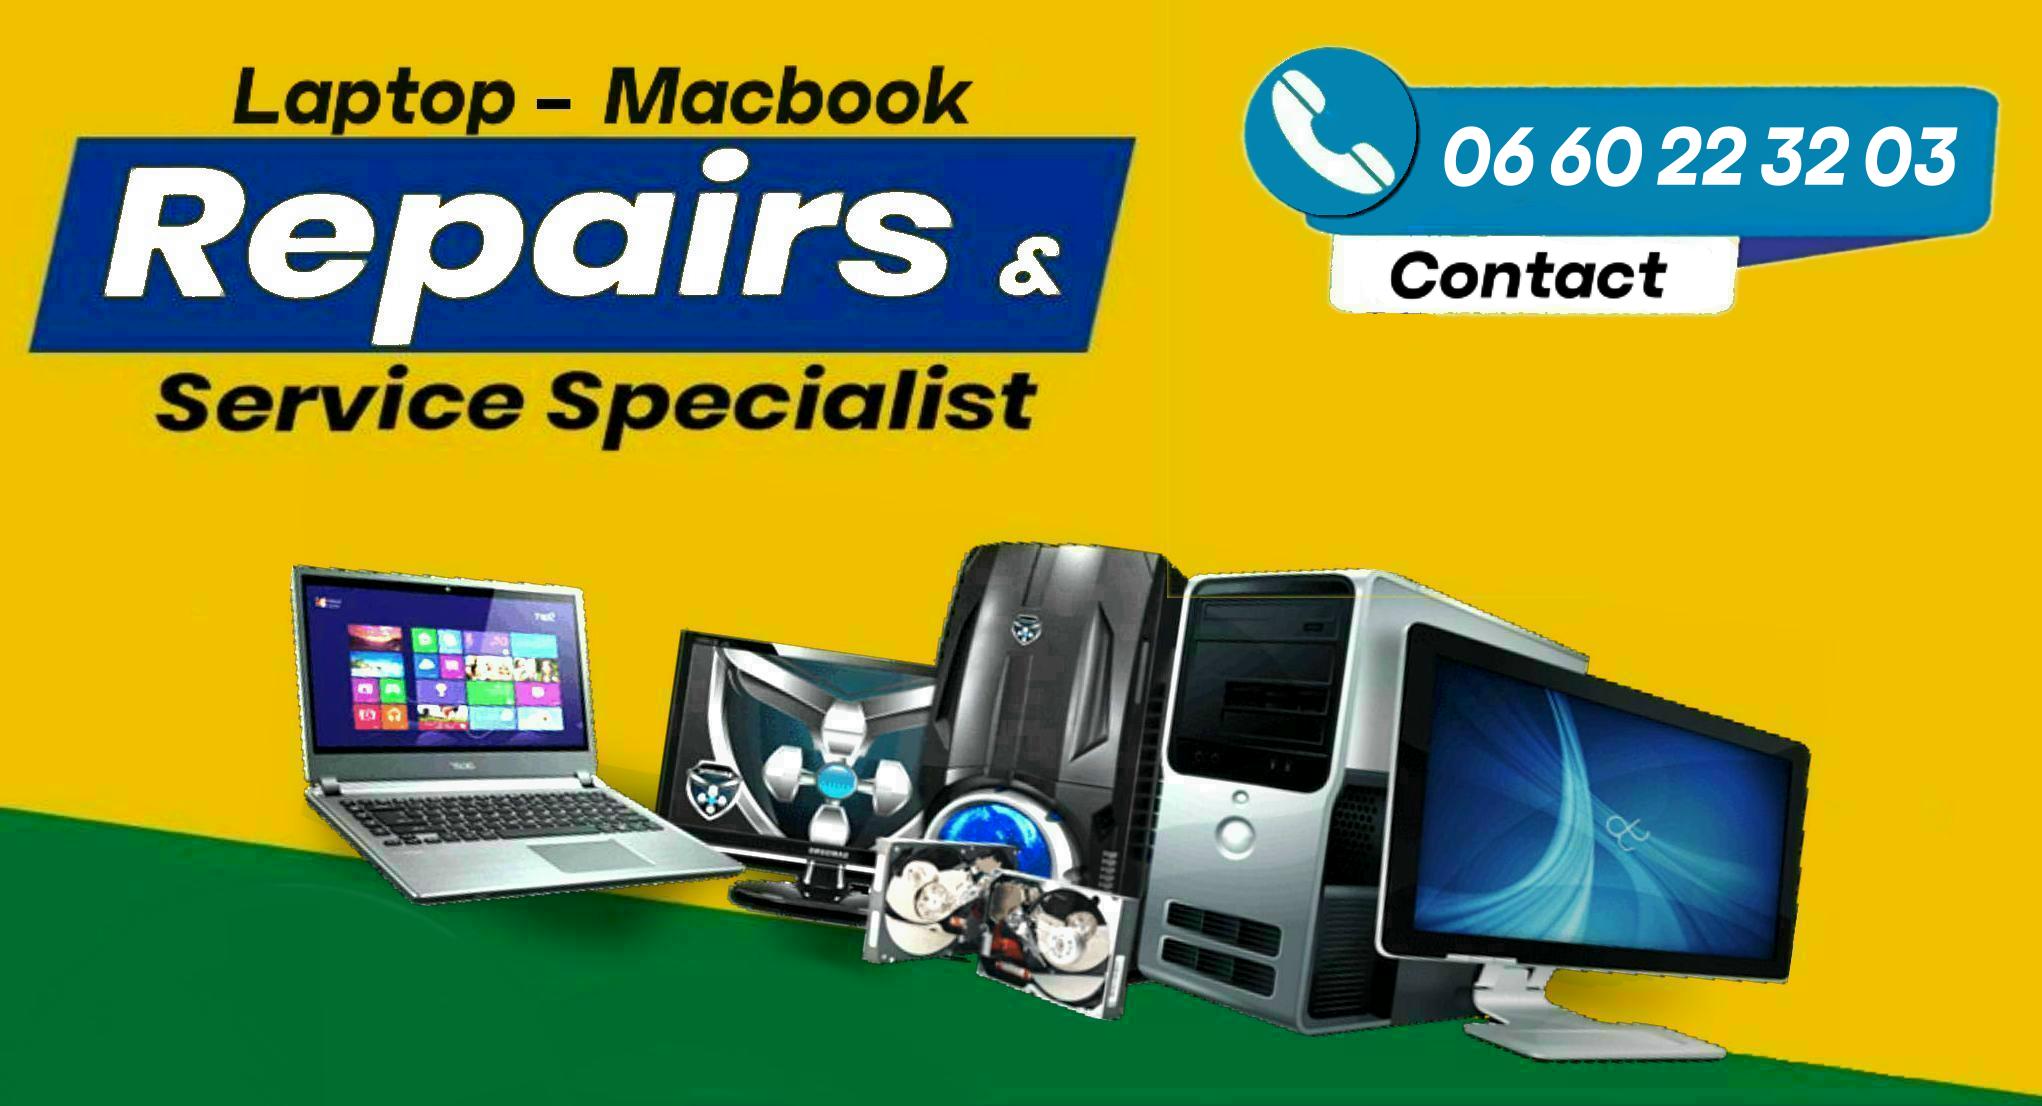 Laptop - Macbook
Repairs &
Service Specialist
06 60 22 32 03
Contact